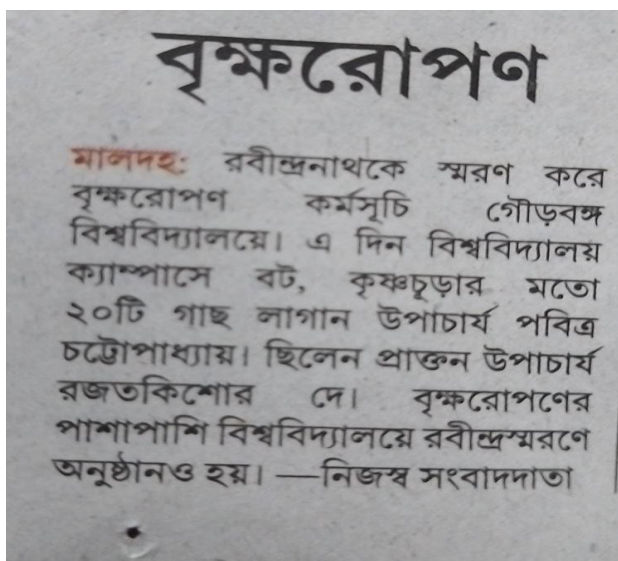 বৃক্ষরোপণ
মালদহ: রবীন্দ্রনাথকে স্মরণ করে
বৃক্ষরোপণ কর্মসূচি গৌড়বঙ্গ
বিশ্ববিদ্যালয়ে। এ দিন বিশ্ববিদ্যালয়
ক্যাম্পাসে বট, কৃষ্ণচূড়ার মতো
২০টি গাছ লাগান উপাচার্য পবিত্র
চট্টোপাধ্যায়। ছিলেন প্রাক্তন উপাচার্য
রজতকিশোর দে। বৃক্ষরোপণের
পাশাপাশি বিশ্ববিদ্যালয়ে রবীন্দ্রস্মরণে
অনুষ্ঠানও হয়। —নিজস্ব সংবাদদাতা